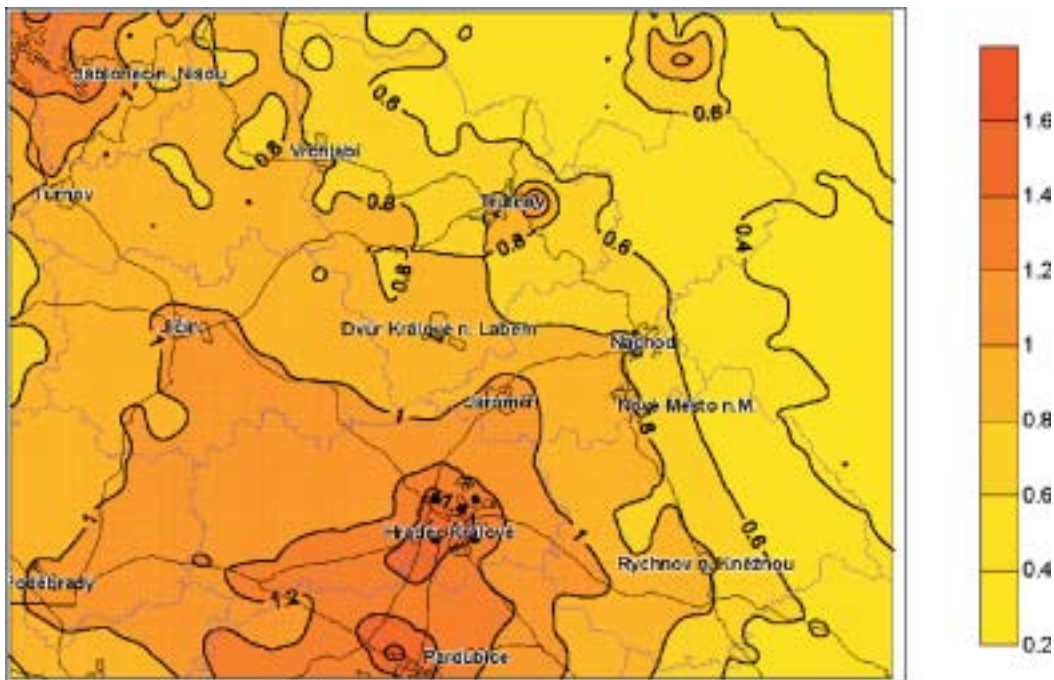 Jablonec n. Nisou
1
0.6
0.6
0.8
Vrchlabí
Turnov
0.8
Trutnov
0.8
0.6
0.4
0.8
Jičín
Dvůr Králové n. Labem
Náchod
1
Jaroměř
Nové Město n.M.
1
0.8
1
Hradec Králové
1
0.6
Poděbrady
Rychnov n. Kněžnou
1.2
Pardubice
1.6
1.4
1.2
1
0.8
0.6
0.4
0.2